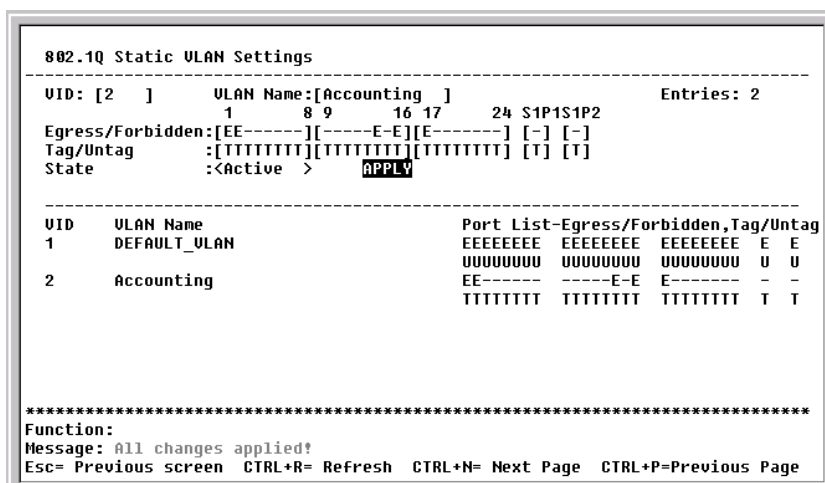 802.1Q Static VLAN Settings
--------------------------------------------------------------------------------
VID: [2   ]      VLAN Name:[Accounting  ]                      Entries: 2
1        8 9      16 17      24 S1P1S1P2
Egress/Forbidden:[EE------][-----E-E][E-------] [-] [-]
Tag/Untag       :[TTTTTTTT][TTTTTTTT][TTTTTTTT] [T] [T]
State           :<Active  >     APPLY
--------------------------------------------------------------------------------
VID    VLAN Name                          Port List-Egress/Forbidden,Tag/Untag
1      DEFAULT_VLAN                       EEEEEEEE  EEEEEEEE  EEEEEEEE  E  E
UUUUUUUU  UUUUUUUU  UUUUUUUU  U  U
2      Accounting                         EE------  -----E-E  E-------  -  -
TTTTTTTT  TTTTTTTT  TTTTTTTT  T  T
*******************************************************************************
Function:
Message: All changes applied!
Esc= Previous screen  CTRL+R= Refresh  CTRL+N= Next Page  CTRL+P=Previous Page